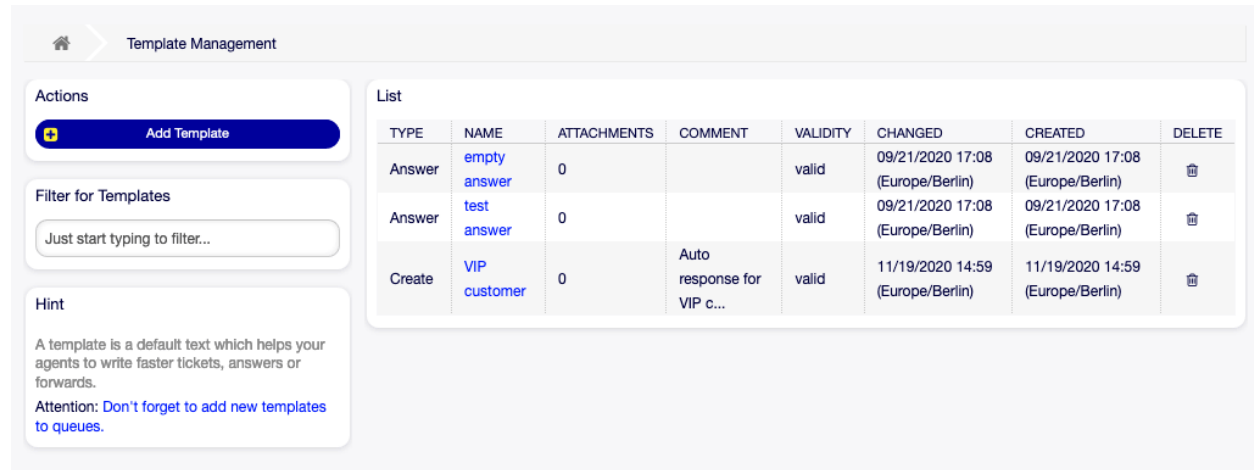 Template Management
Actions
Add Template
Filter for Templates
Just start typing to filter...
Hint
A template is a default text which helps your
agents to write faster tickets, answers or
forwards.
Attention: Don't forget to add new templates
to queues.
List
TYPE NAME ATTACHMENTS COMMENT VALIDITY CHANGED CREATED DELETE
Answer empty answer 0 valid 09/21/2020 17:08 (Europe/Berlin) 09/21/2020 17:08 (Europe/Berlin)
Answer test answer 0 valid 09/21/2020 17:08 (Europe/Berlin) 09/21/2020 17:08 (Europe/Berlin)
Create VIP customer 0 Auto response for VIP c... valid 11/19/2020 14:59 (Europe/Berlin) 11/19/2020 14:59 (Europe/Berlin)